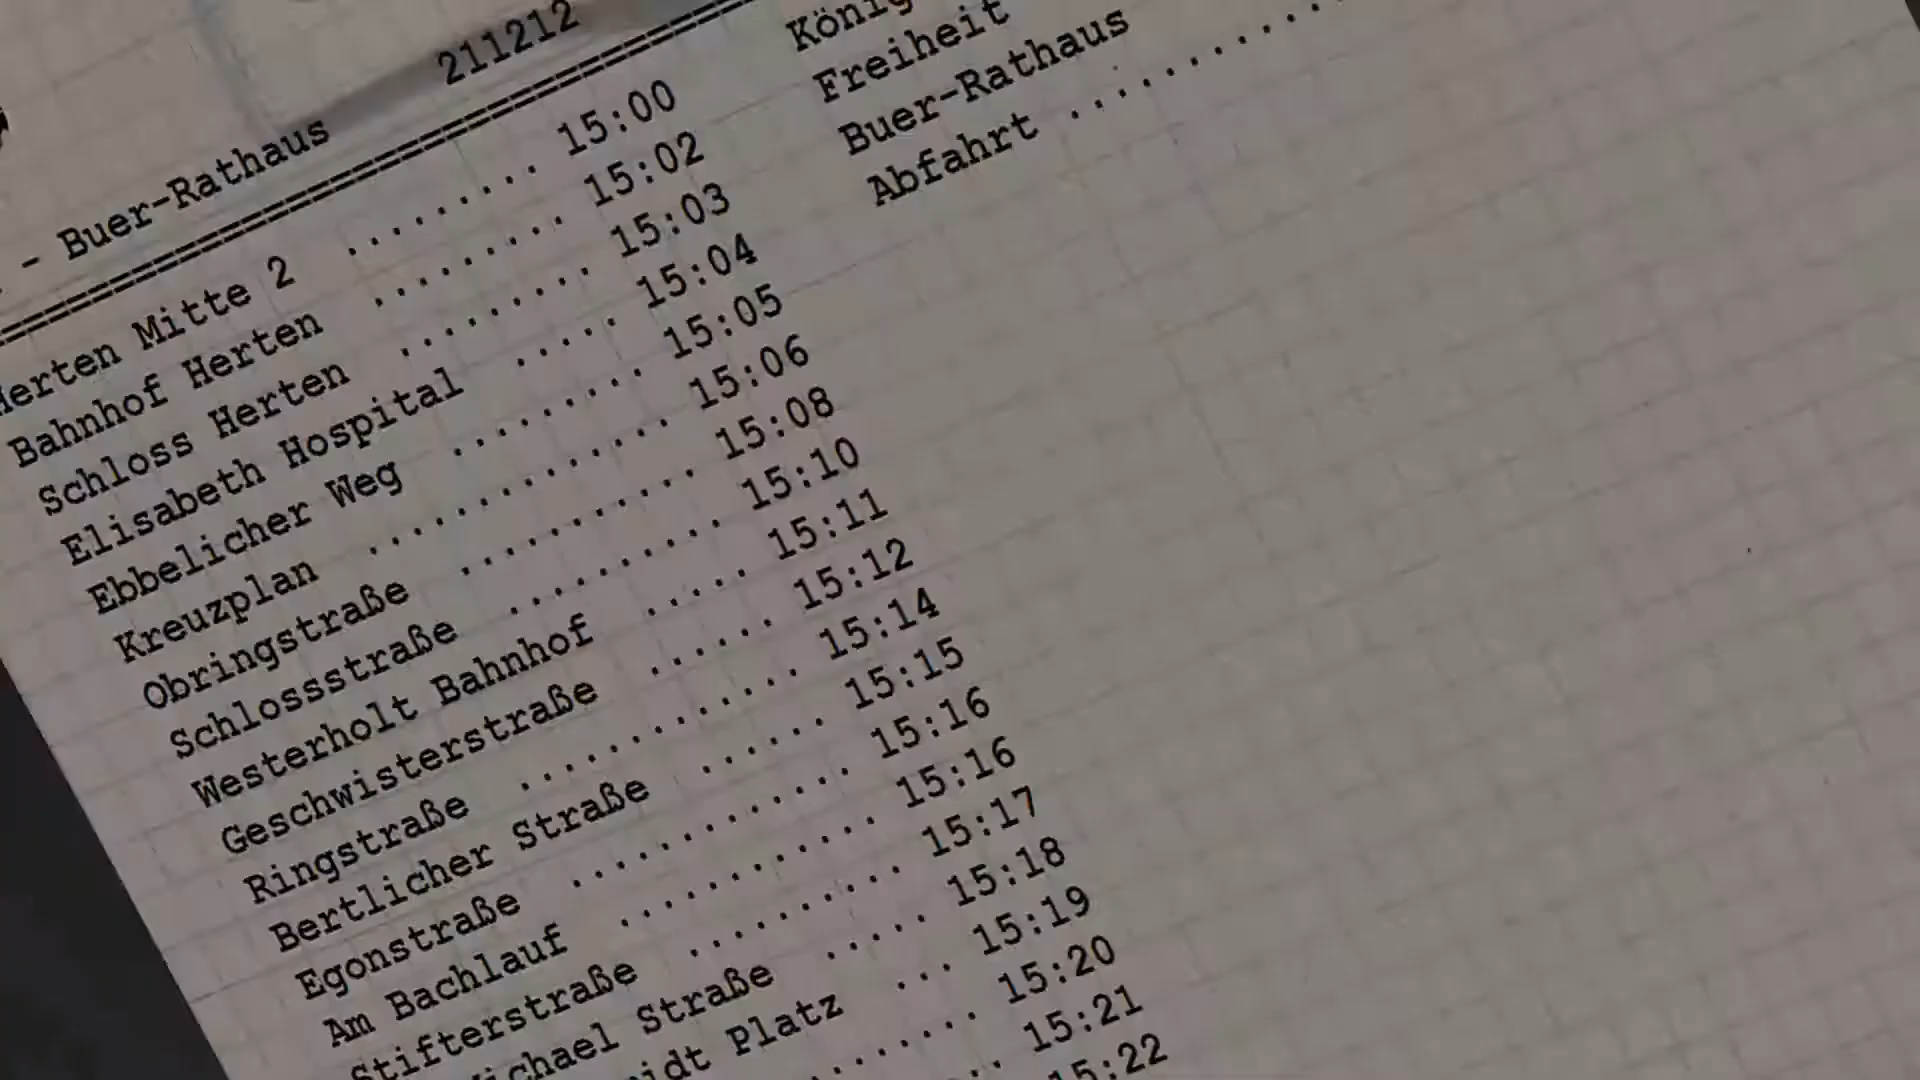 211212
- Buer-Rathaus
Herten Mitte 2 ........ 15:00
Bahnhof Herten ........ 15:02
Schloss Herten ........ 15:03
Elisabeth Hospital ..... 15:04
Ebbelicher Weg ........ 15:05
Kreuzplan ............. 15:06
Obringstraße .......... 15:08
Schlossstraße ......... 15:10
Westerholt Bahnhof ..... 15:11
Geschwisterstraße ...... 15:12
Ringstraße ............ 15:14
Bertlicher Straße ...... 15:15
Egonstraße ............ 15:16
Am Bachlauf ........... 15:16
Stifterstraße ......... 15:17
Michael Straße ..... 15:18
Platz ... 15:19
....... 15:20
.. 15:21
15:22
König
Freiheit
Buer-Rathaus
Abfahrt .............